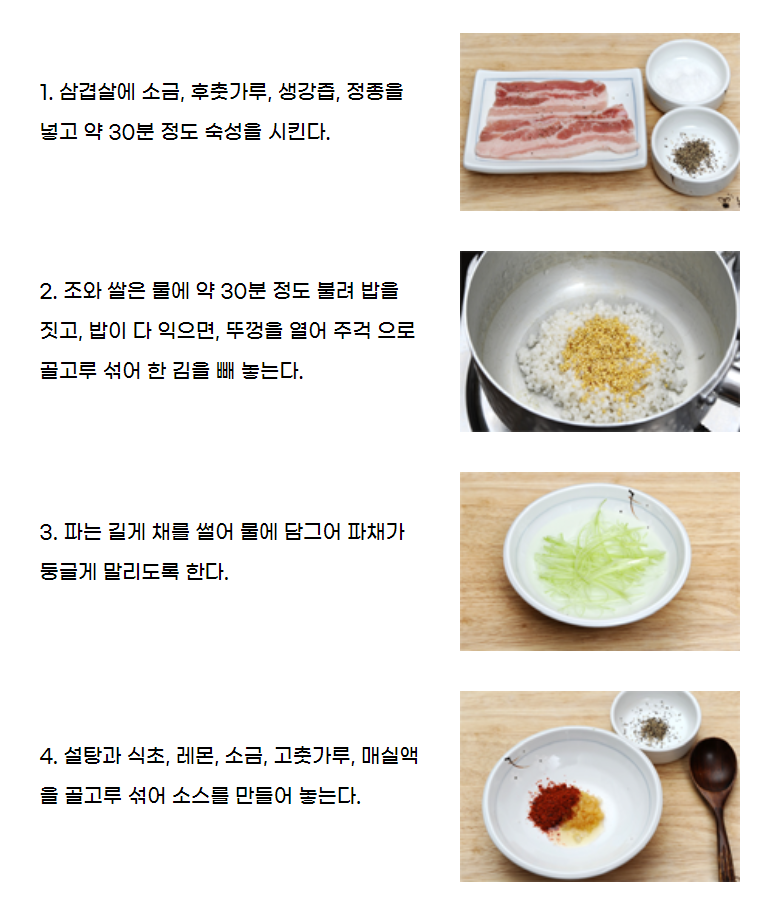 1. 삼겹살에 소금, 후춧가루, 생강즙, 정종을
넣고 약 30분 정도 숙성을 시킨다.
2. 조와 쌀은 물에 약 30분 정도 불려 밥을
짓고, 밥이 다 익으면, 뚜껑을 열어 주걱 으로
골고루 섞어 한 김을 빼 놓는다.
3. 파는 길게 채를 썰어 물에 담그어 파채가
둥글게 말리도록 한다.
4. 설탕과 식초, 레몬, 소금, 고춧가루, 매실액
을 골고루 섞어 소스를 만들어 놓는다.